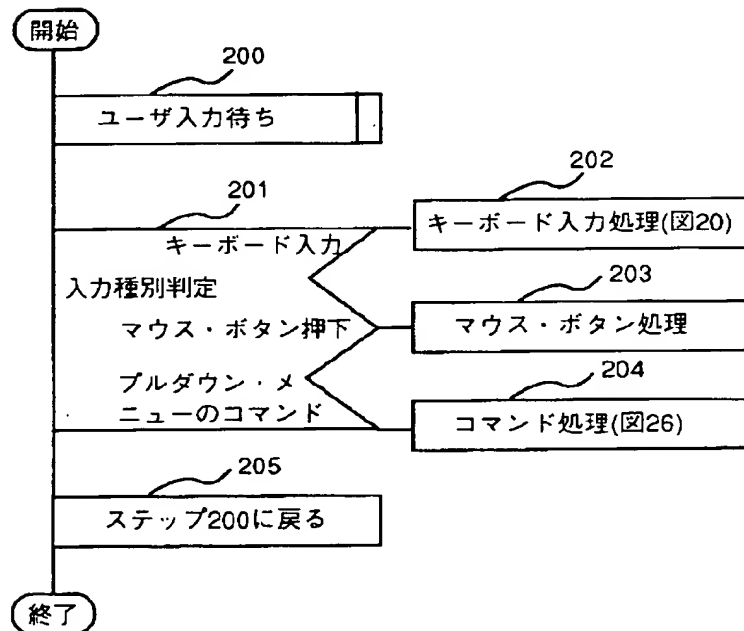 開始
200
ユーザ入力待ち
201
202
キーボード入力
キーボード入力処理(図20)
入力種別判定
203
マウス・ボタン押下
マウス・ボタン処理
プルダウン・メ
ニューのコマンド
204
コマンド処理(図26)
205
ステップ200に戻る
終了